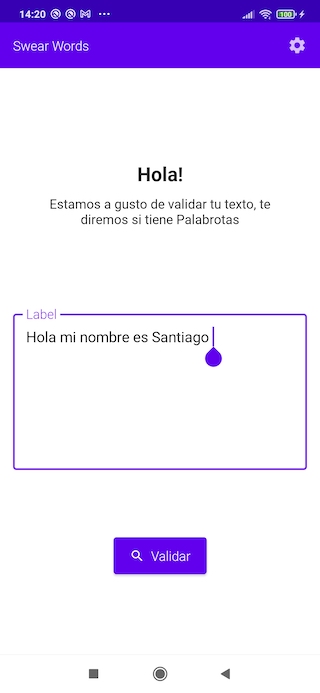 14:20
100
Swear Words
Hola!
Estamos a gusto de validar tu texto, te
diremos si tiene Palabrotas
Label
Hola mi nombre es Santiago
Validar